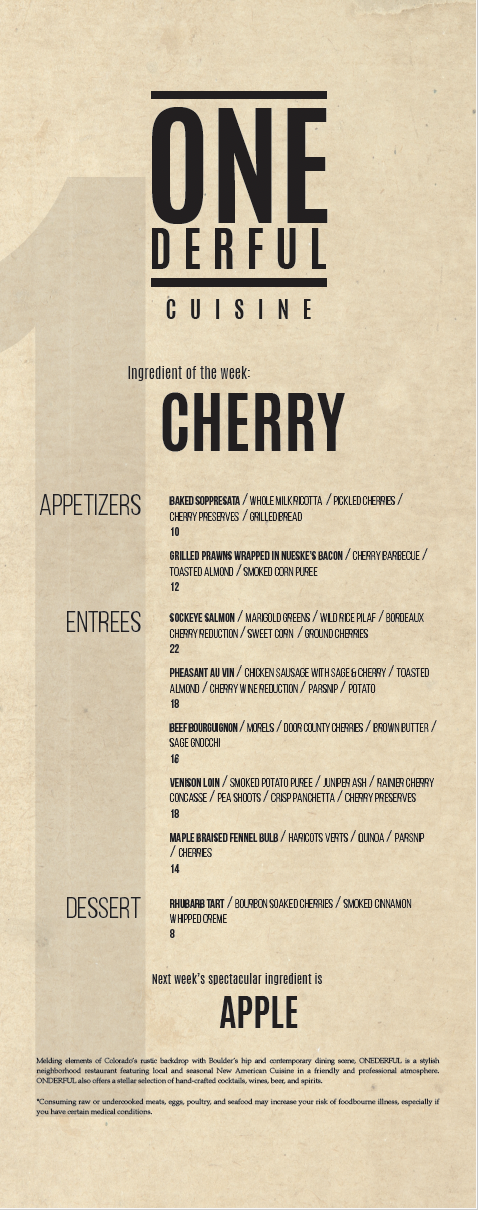 ONE
DERFUL
CUISINE
1
Ingredient of the week:
CHERRY
APPETIZERS
BAKED SOPPRESATA / WHOLE MILK RICOTTA / PICKLED CHERRIES /
CHERRY PRESERVES / GRILLED BREAD
10
GRILLED PRAWNS WRAPPED IN NUESKE'S BACON / CHERRY BARBECUE /
TOASTED ALMOND / SMOKED CORN PUREE
12
ENTREES
SOCKEYE SALMON / MARIGOLD GREENS / WILD RICE PILAF / BORDEAUX
CHERRY REDUCTION / SWEET CORN / GROUND CHERRIES
22
PHEASANT AU VIN / CHICKEN SAUSAGE WITH SAGE & CHERRY / TOASTED
ALMOND / CHERRY WINE REDUCTION / PARSNIP / POTATO
18
BEEF BOURGUIGNON / MORELS / DOOR COUNTY CHERRIES / BROWN BUTTER /
SAGE GNOCCHI
16
VENISON LOIN / SMOKED POTATO PUREE / JUNIPER ASH / RAINIER CHERRY
CONCASSE / PEA SHOOTS / CRISP PANCHETTA / CHERRY PRESERVES
18
MAPLE BRAISED FENNEL BULB / HARICOTS VERTS / QUINOA / PARSNIP
/ CHERRIES
14
DESSERT
RHUBARB TART / BOURBON SOAKED CHERRIES / SMOKED CINNAMON
WHIPPED CREME
8
Next week's spectacular ingredient is
APPLE
Melding elements of Colorado's rustic backdrop with Boulder's hip and contemporary dining scene, ONEDERFUL is a stylish
neighborhood restaurant featuring local and seasonal New American Cuisine in a friendly and professional atmosphere.
ONDERFUL also offers a stellar selection of hand-crafted cocktails, wines, beer, and spirits.
*Consuming raw or undercooked meats, eggs, poultry, and seafood may increase your risk of foodbourne illness, especially if
you have certain medical conditions.